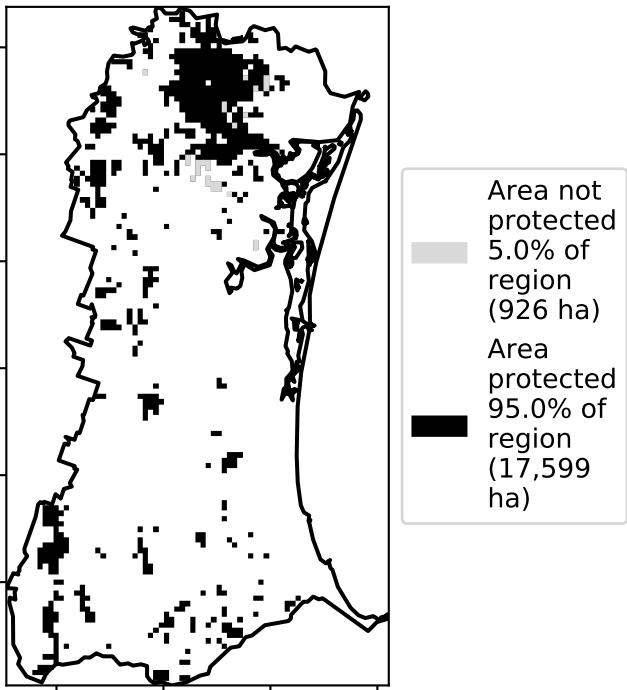 Area not
protected
5.0% of
region
(926 ha)
Area
protected
95.0% of
region
(17,599
ha)